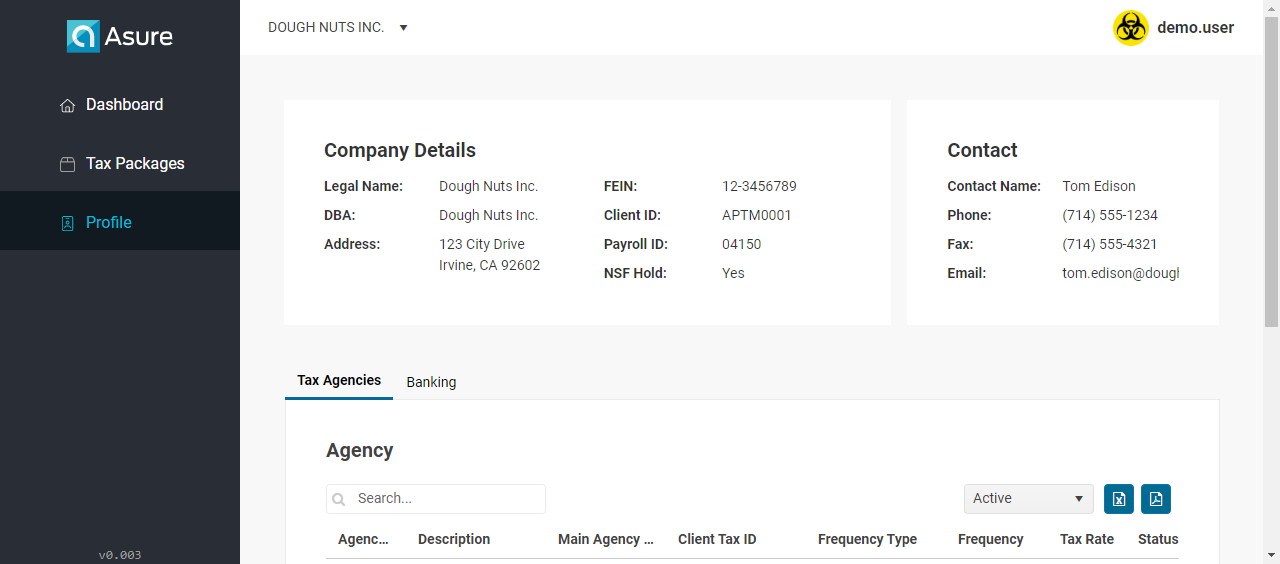 Asure
DOUGH NUTS INC.
demo.user
Dashboard
Tax Packages
Profile
Company Details
Legal Name: Dough Nuts Inc. FEIN: 12-3456789
DBA: Dough Nuts Inc. Client ID: APTM0001
Address: 123 City Drive Payroll ID: 04150
Irvine, CA 92602
NSF Hold: Yes
Contact
Contact Name: Tom Edison
Phone: (714) 555-1234
Fax: (714) 555-4321
Email: tom.edison@dough
Tax Agencies Banking
Agency
Search... Active
Agenc... Description Main Agency ... Client Tax ID Frequency Type Frequency Tax Rate Status
v0.003